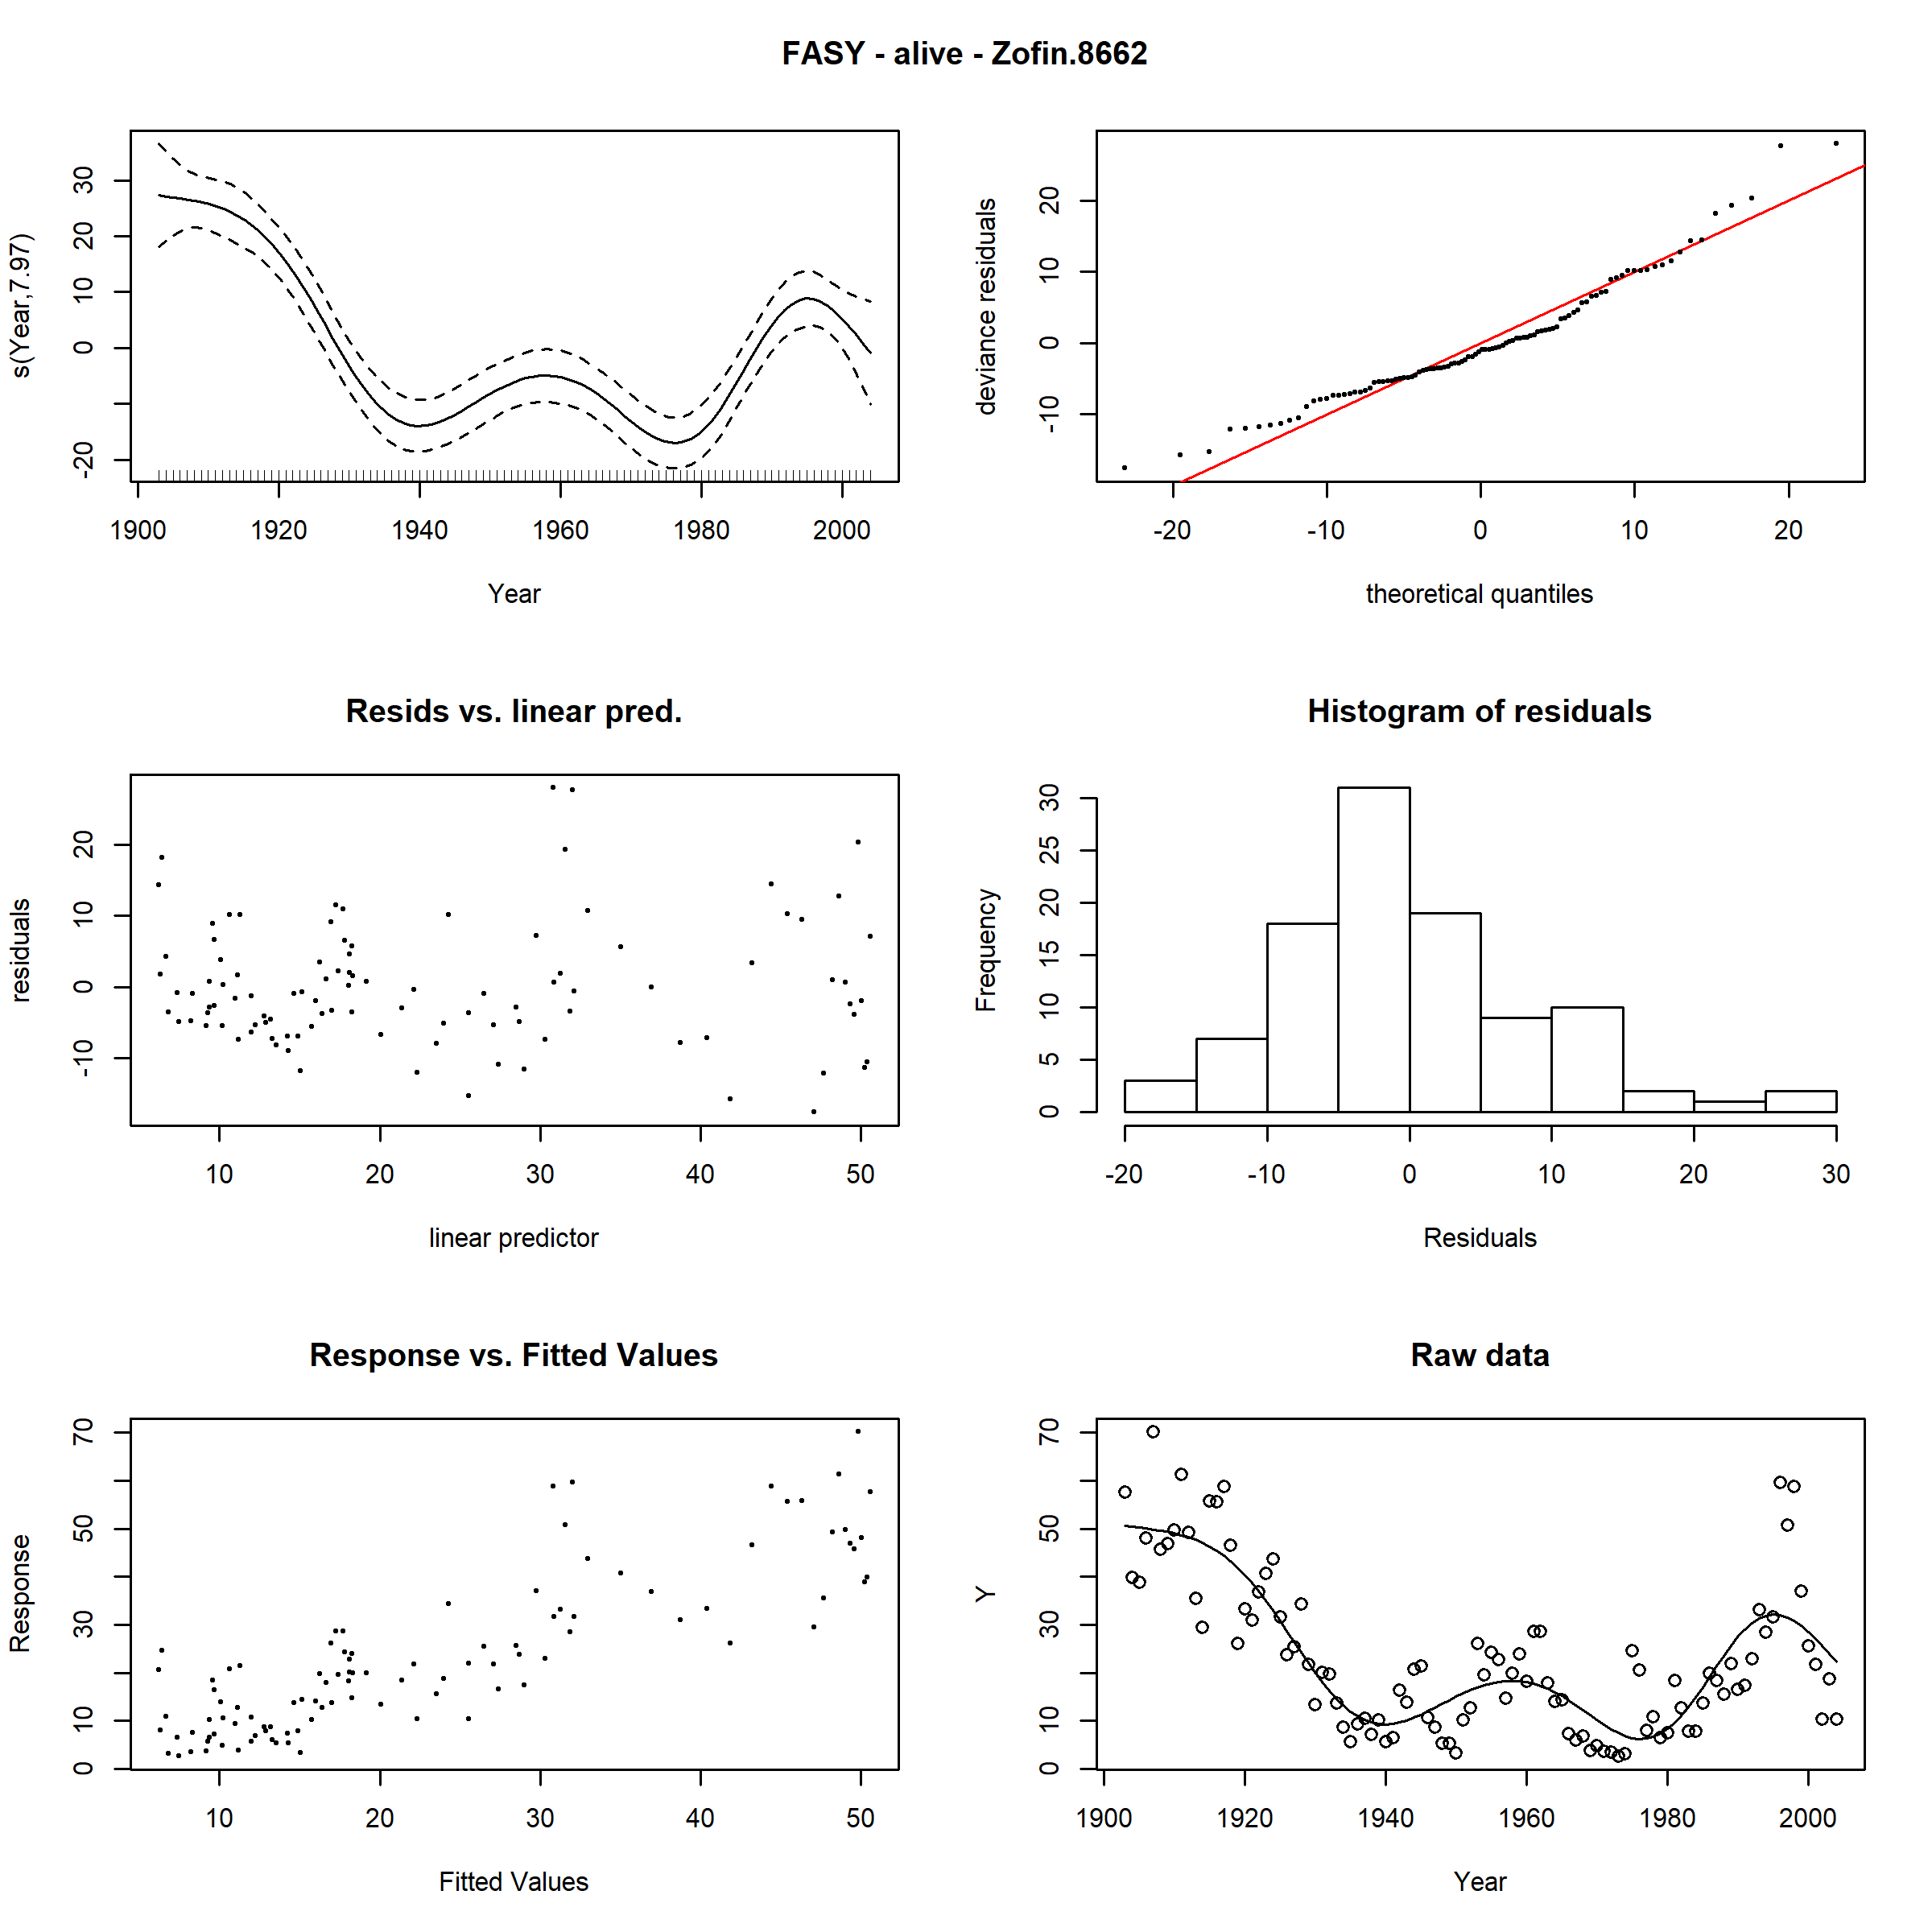 FASY - alive - Zofin.8662
s(Year,7.97)
-20 0 10 20 30
1900 1920 1940 1960 1980 2000
Year
deviance residuals
-10 0 10 20
-20 -10 0 10 20
theoretical quantiles
Resids vs. linear pred.
residuals
-10 0 10 20
10 20 30 40 50
linear predictor
Histogram of residuals
Frequency
0 5 10 15 20 25 30
-20 -10 0 10 20 30
Residuals
Response vs. Fitted Values
Response
0 10 30 50 70
10 20 30 40 50
Fitted Values
Raw data
Y
0 10 30 50 70
1900 1920 1940 1960 1980 2000
Year